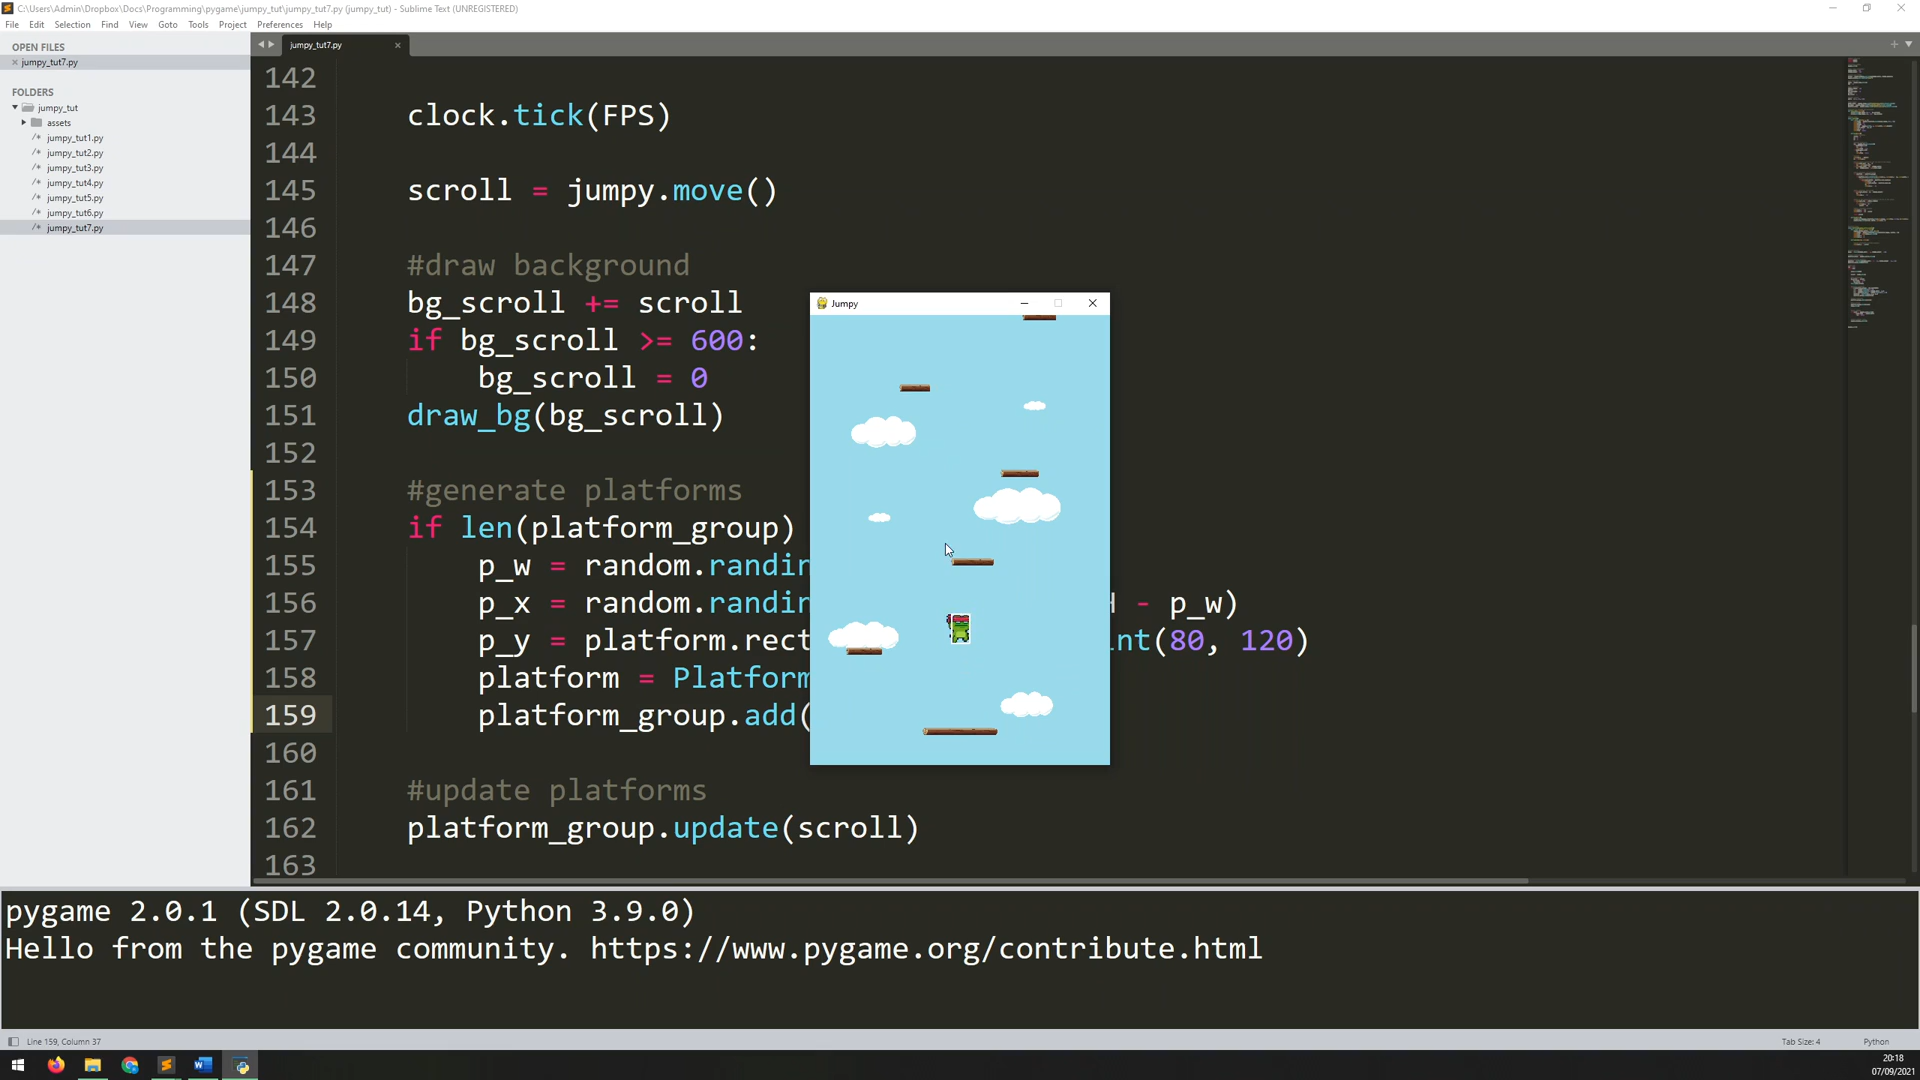 C:\Users\Admin\Dropbox\Docs\Programming\pygame\jumpy_tut\jumpy_tut7.py (jumpy_tut) - Sublime Text (UNREGISTERED)
File Edit Selection Find View Goto Tools Project Preferences Help
OPEN FILES
jumpy_tut7.py
FOLDERS
jumpy_tut
assets
/* jumpy_tut1.py
/* jumpy_tut2.py
/* jumpy_tut3.py
/* jumpy_tut4.py
/* jumpy_tut5.py
/* jumpy_tut6.py
/* jumpy_tut7.py
jumpy_tut7.py
142
143 clock.tick(FPS)
144
145 scroll = jumpy.move()
146
147 #draw background
148 bg_scroll += scroll
149 if bg_scroll >= 600:
150 bg_scroll = 0
151 draw_bg(bg_scroll)
152
153 #generate platforms
154 if len(platform_group)
155 p_w = random.randin
156 p_x = random.randin H - p_w)
157 p_y = platform.rect int(80, 120)
158 platform = Platform
159 platform_group.add(
160
161 #update platforms
162 platform_group.update(scroll)
163
Jumpy
pygame 2.0.1 (SDL 2.0.14, Python 3.9.0)
Hello from the pygame community. https://www.pygame.org/contribute.html
Line 159, Column 37
Tab Size: 4
Python
20:18
07/09/2021